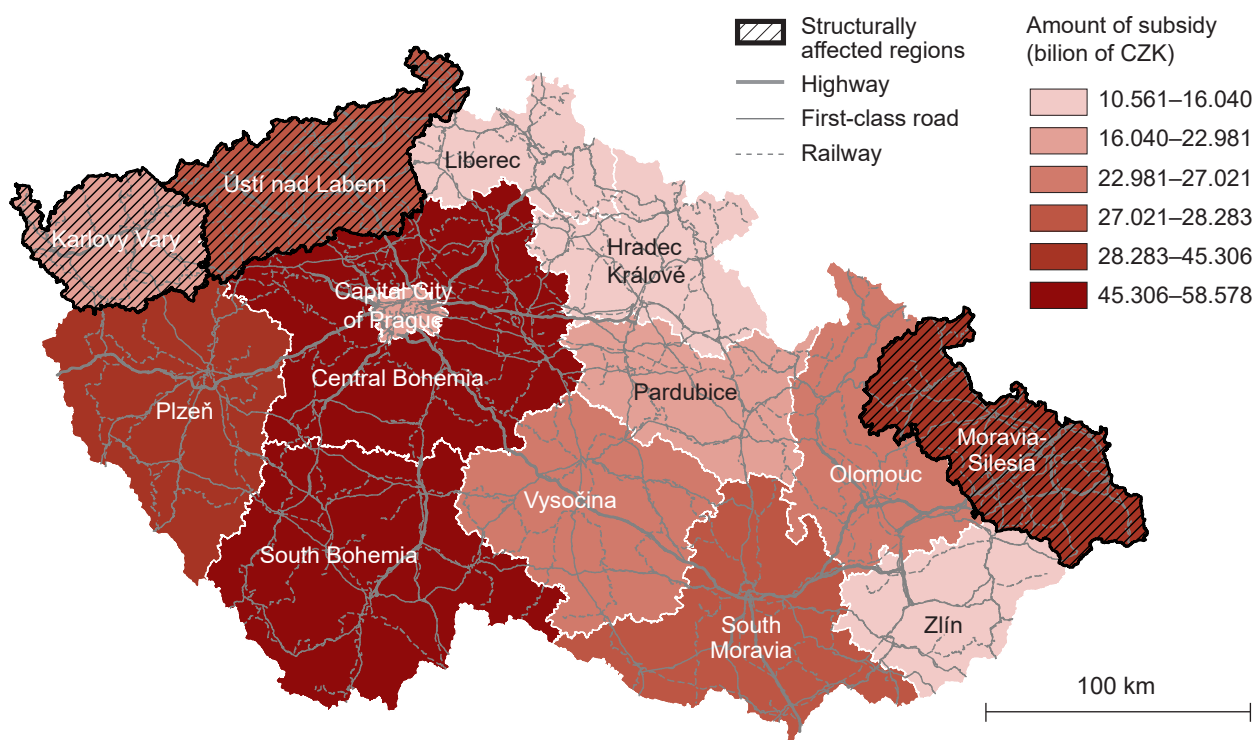 Structurally
affected regions
Highway
First-class road
Railway
Amount of subsidy
(bilion of CZK)
10.561–16.040
16.040–22.981
22.981–27.021
27.021–28.283
28.283–45.306
45.306–58.578
Liberec
Ústí nad Labem
Karlovy Vary
Hradec
Králové
Capital City
of Prague
Central Bohemia
Pardubice
Plzeň
Moravia-
Silesia
Olomouc
Vysočina
South Bohemia
South
Moravia
Zlín
100 km